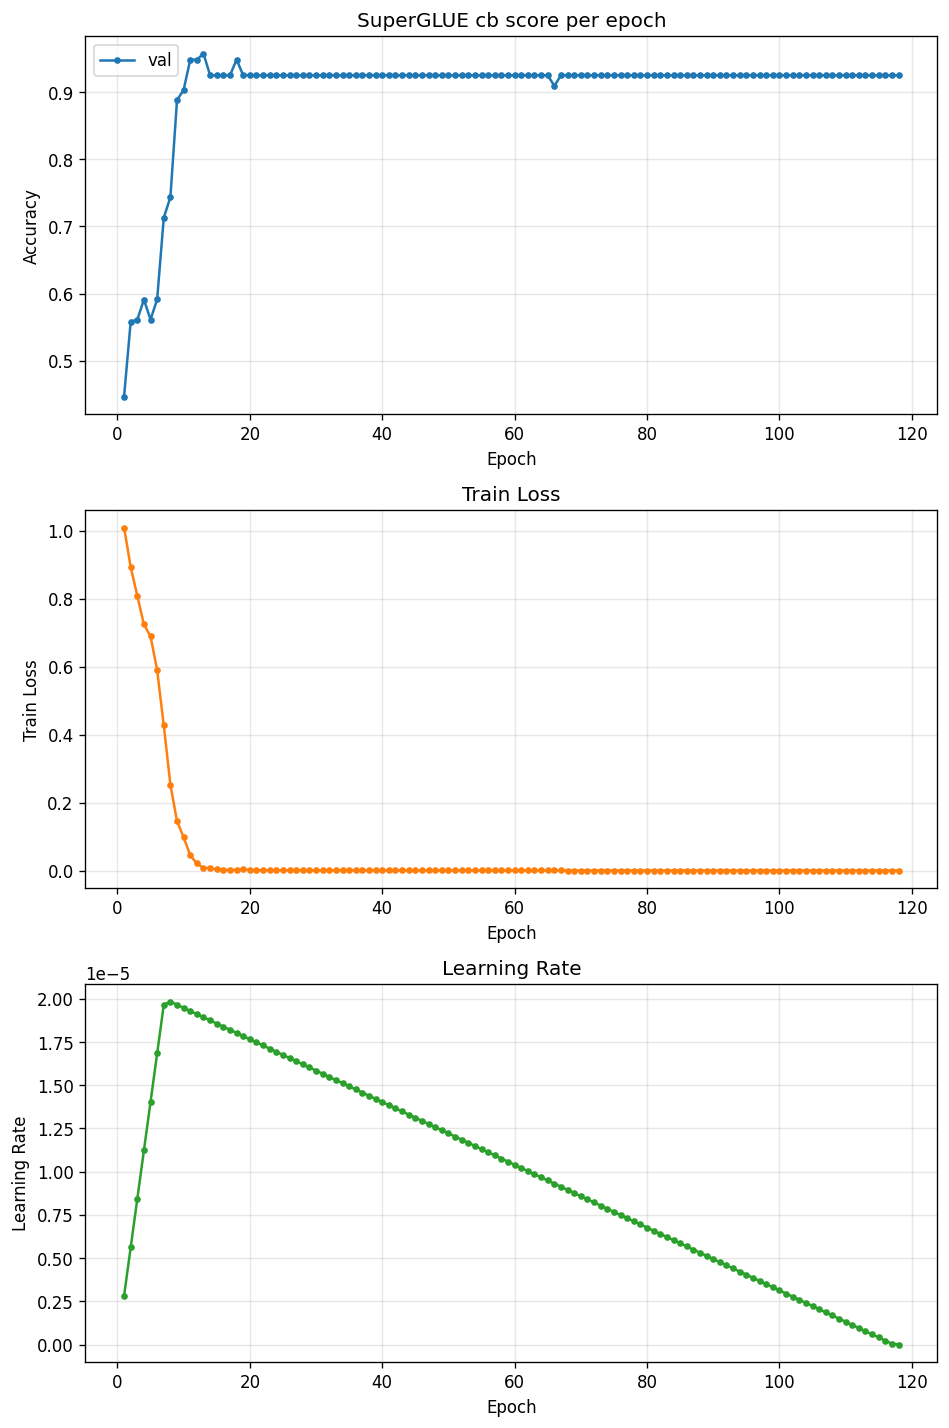 SuperGLUE cb score per epoch
val
0.9
0.8
0.7
0.6
0.5
Accuracy
0 20 40 60 80 100 120
Epoch
Train Loss
1.0
0.8
0.6
0.4
0.2
0.0
Train Loss
0 20 40 60 80 100 120
Epoch
Learning Rate
1e−5
2.00
1.75
1.50
1.25
1.00
0.75
0.50
0.25
0.00
Learning Rate
0 20 40 60 80 100 120
Epoch